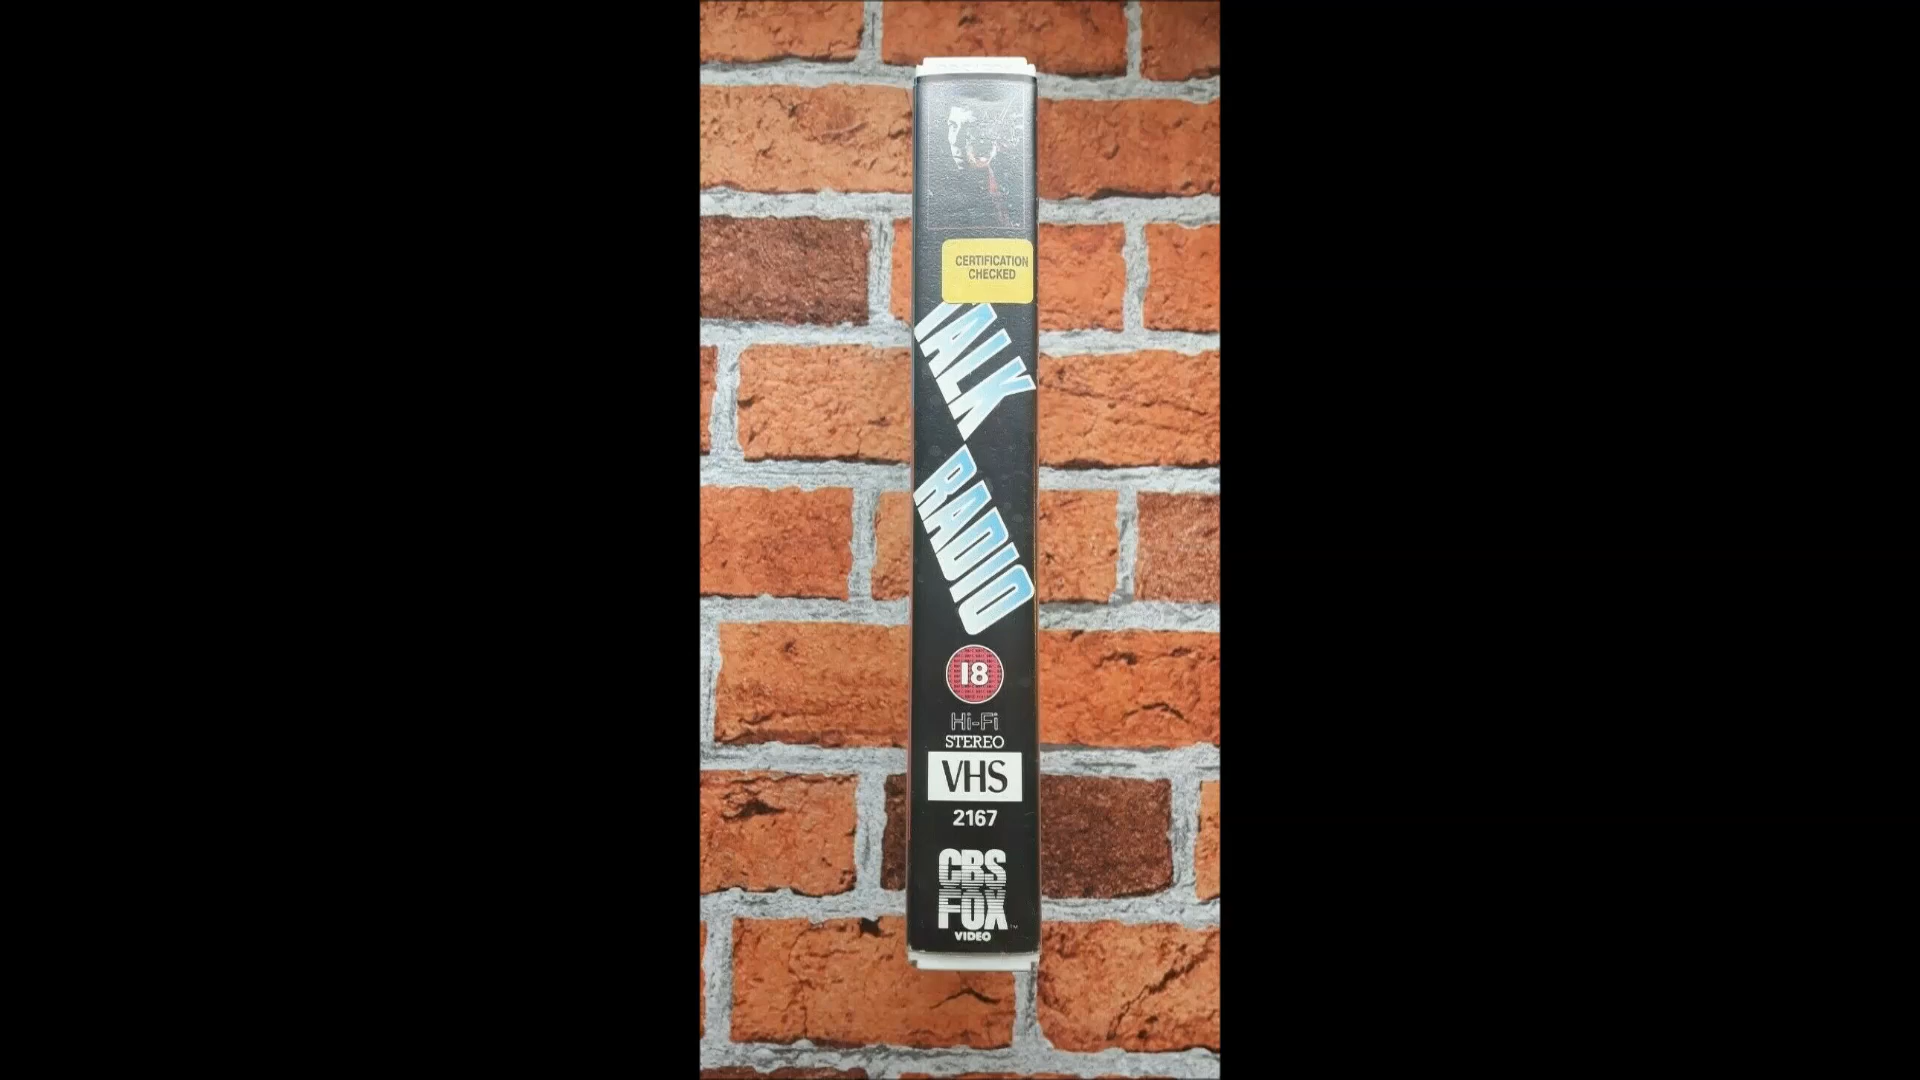 CERTIFICATION
CHECKED
TALK
RADIO
18
Hi-Fi
STEREO
VHS
2167
CBS
FOX
VIDEO